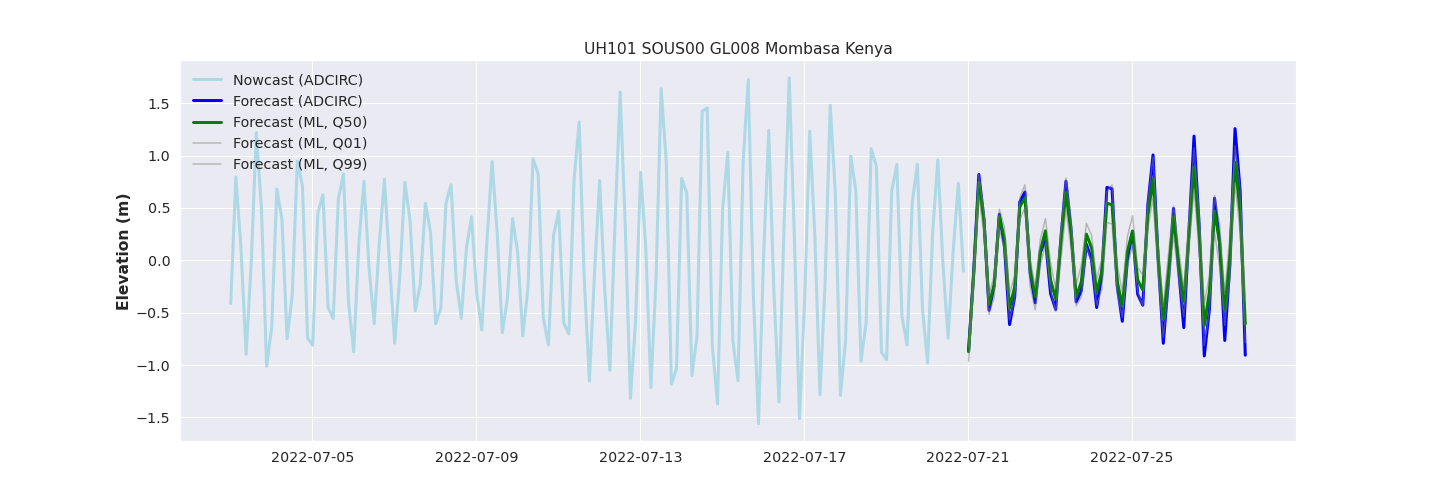 UH101 SOUS00 GL008 Mombasa Kenya
Nowcast (ADCIRC)
Forecast (ADCIRC)
Forecast (ML, Q50)
Forecast (ML, Q01)
Forecast (ML, Q99)
Elevation (m)
1.5
1.0
0.5
0.0
−0.5
−1.0
−1.5
2022-07-05 2022-07-09 2022-07-13 2022-07-17 2022-07-21 2022-07-25